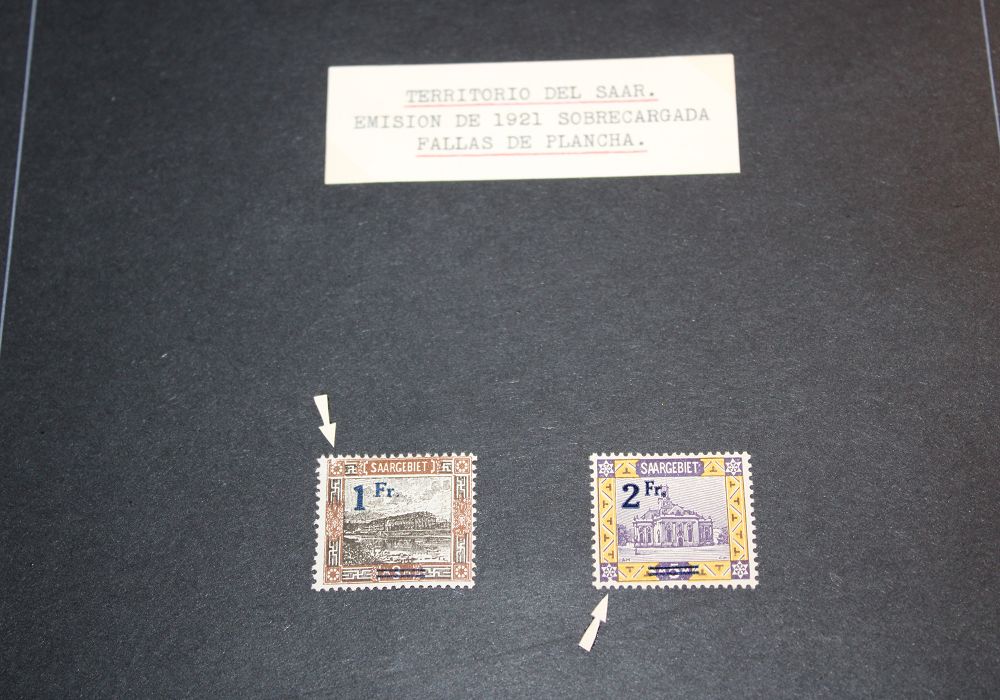 TERRITORIO DEL SAAR.
EMISION DE 1921 SOBRECARGADA
FALLAS DE PLANCHA.
SAARGEBIET
1 Fr.
SAARGEBIET
2 Fr.